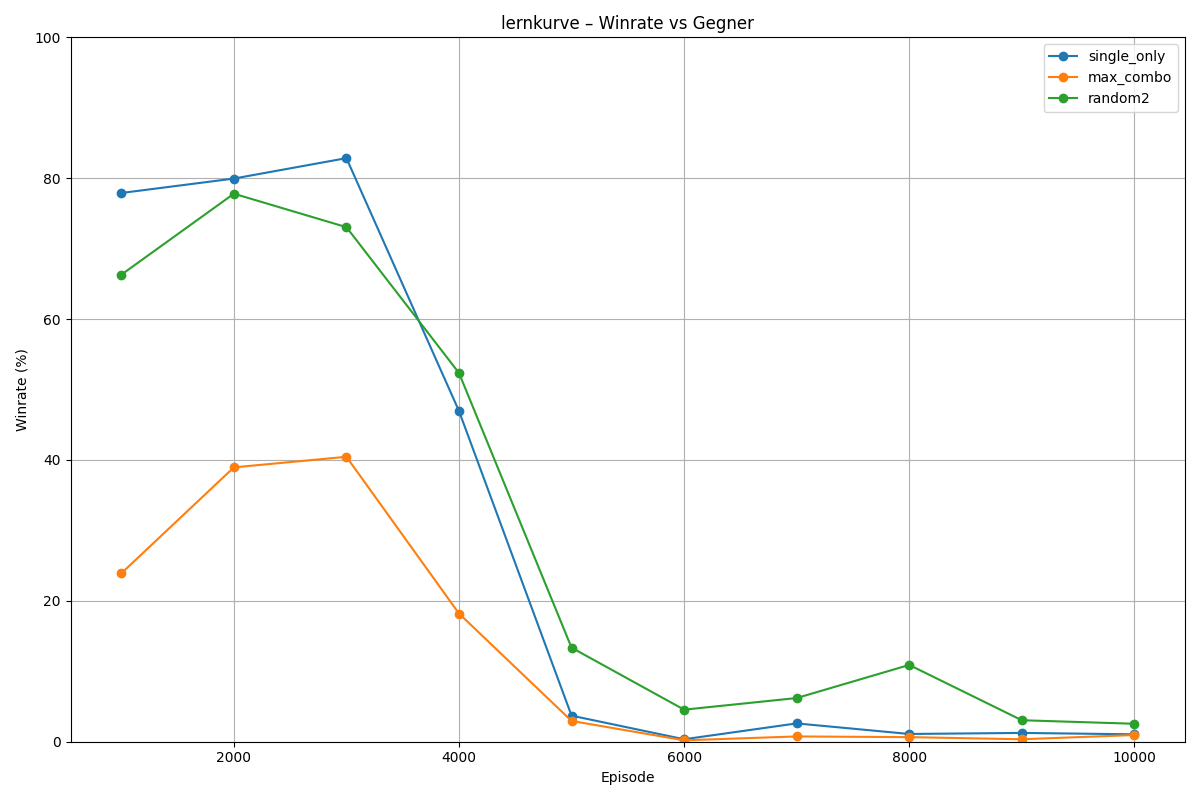 lernkurve – Winrate vs Gegner
single_only
max_combo
random2
Winrate (%)
100
80
60
40
20
0
2000 4000 6000 8000 10000
Episode